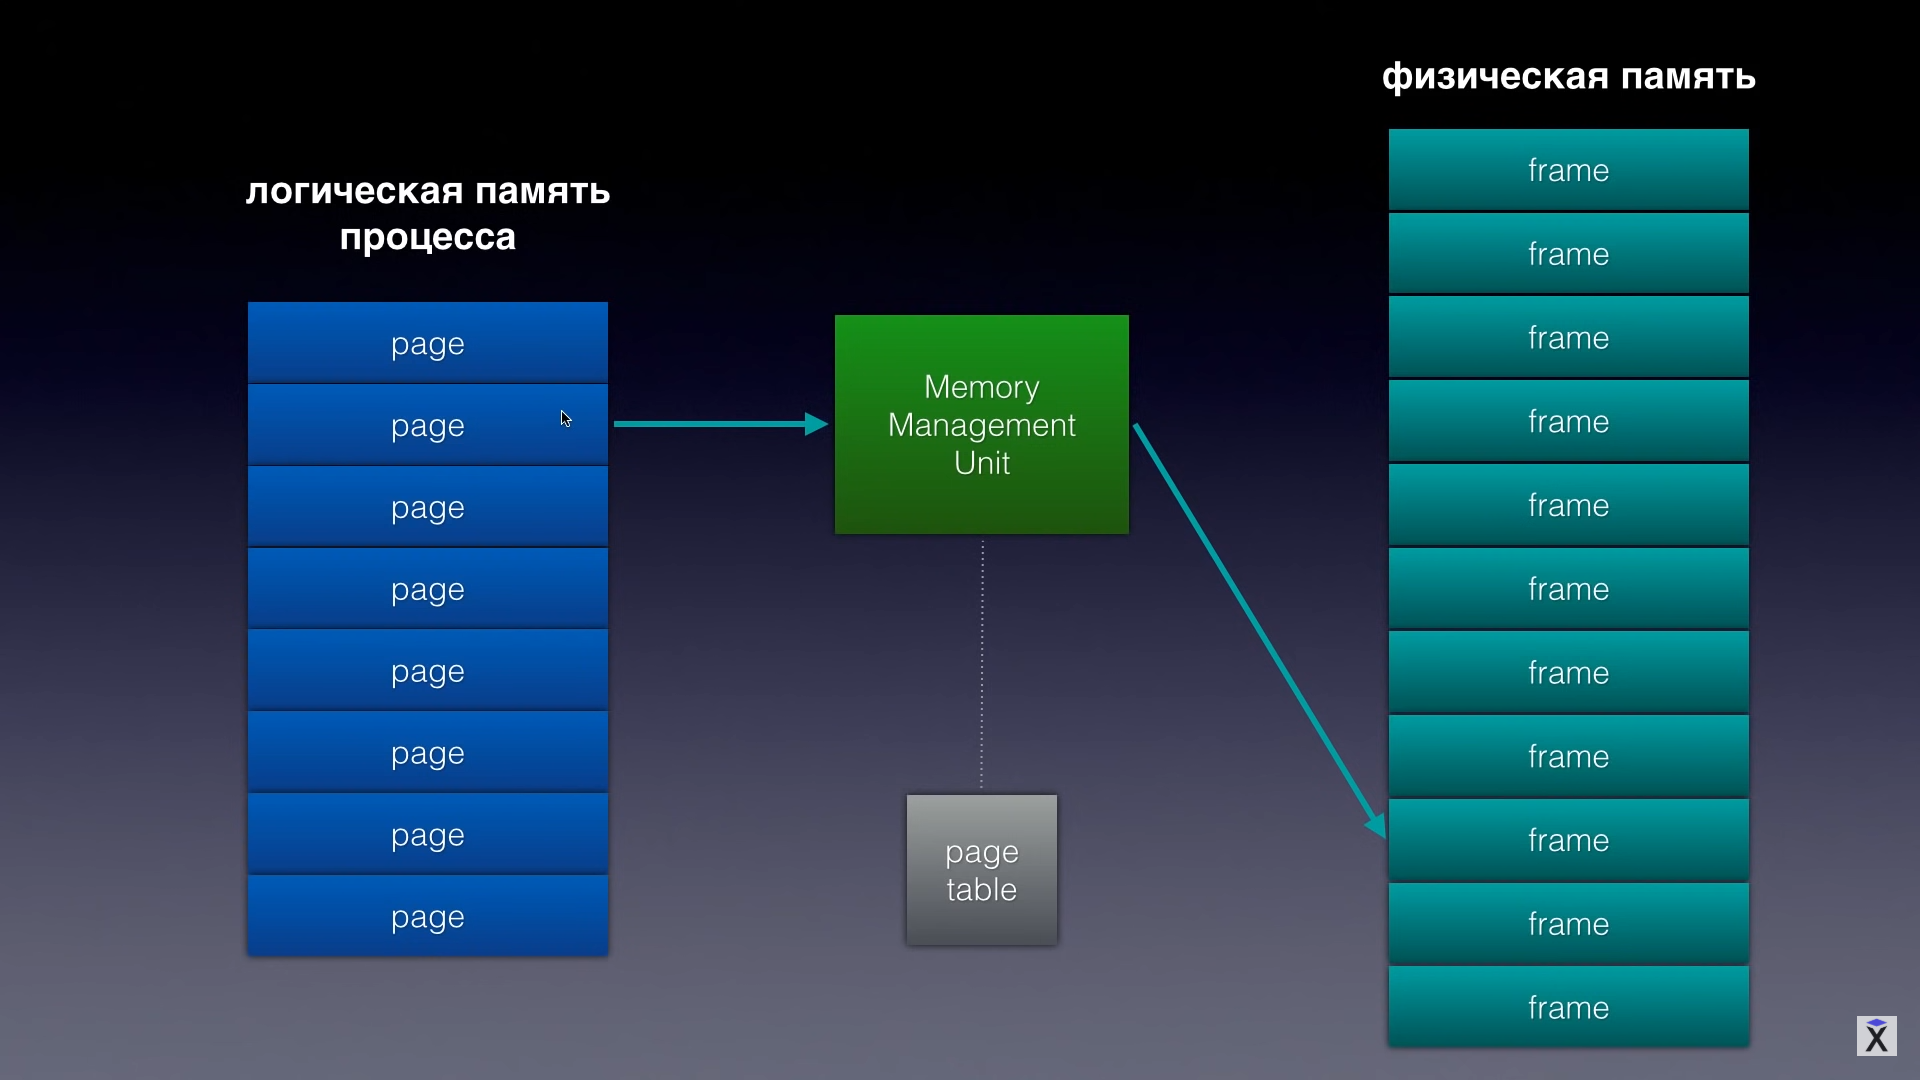 логическая память
процесса
page
page
page
page
page
page
page
page
Memory
Management
Unit
page
table
физическая память
frame
frame
frame
frame
frame
frame
frame
frame
frame
frame
frame
X